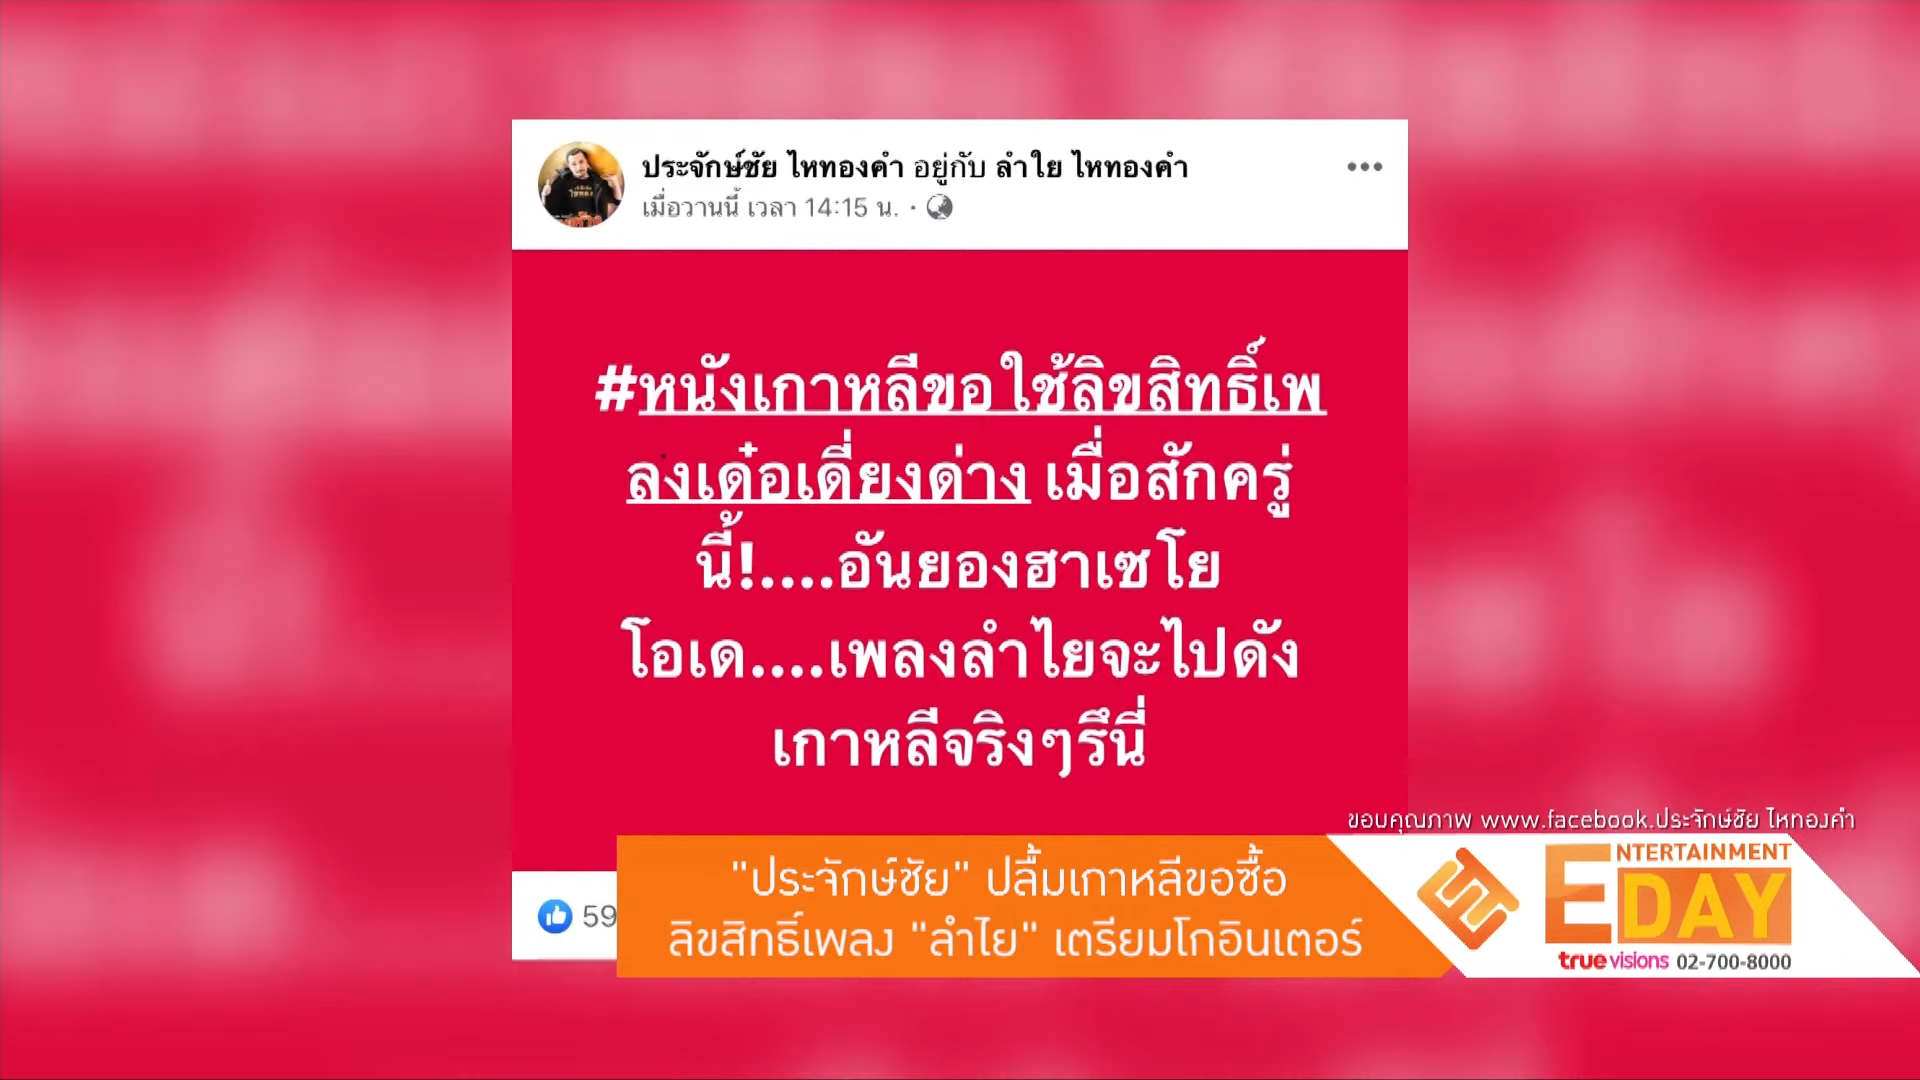 ประจักษ์ชัย ไหทองคำ อยู่กับ ลำใย ไหทองคำ
เมื่อวานนี้ เวลา 14:15 น.
#หนังเกาหลีขอใช้ลิขสิทธิ์เพ
ลงเด๋อเดี่ยงด่าง เมื่อสักครู่
นี้!....อันยองฮาเซโย
โอเด....เพลงลำไยจะไปดัง
เกาหลีจริงๆรึนี่
59
ขอบคุณภาพ www.facebook.ประจักษ์ชัย ไหทองคำ
"ประจักษ์ชัย" ปลื้มเกาหลีขอซื้อ
ลิขสิทธิ์เพลง "ลำไย" เตรียมโกอินเตอร์
ENTERTAINMENT
DAY
truevisions 02-700-8000